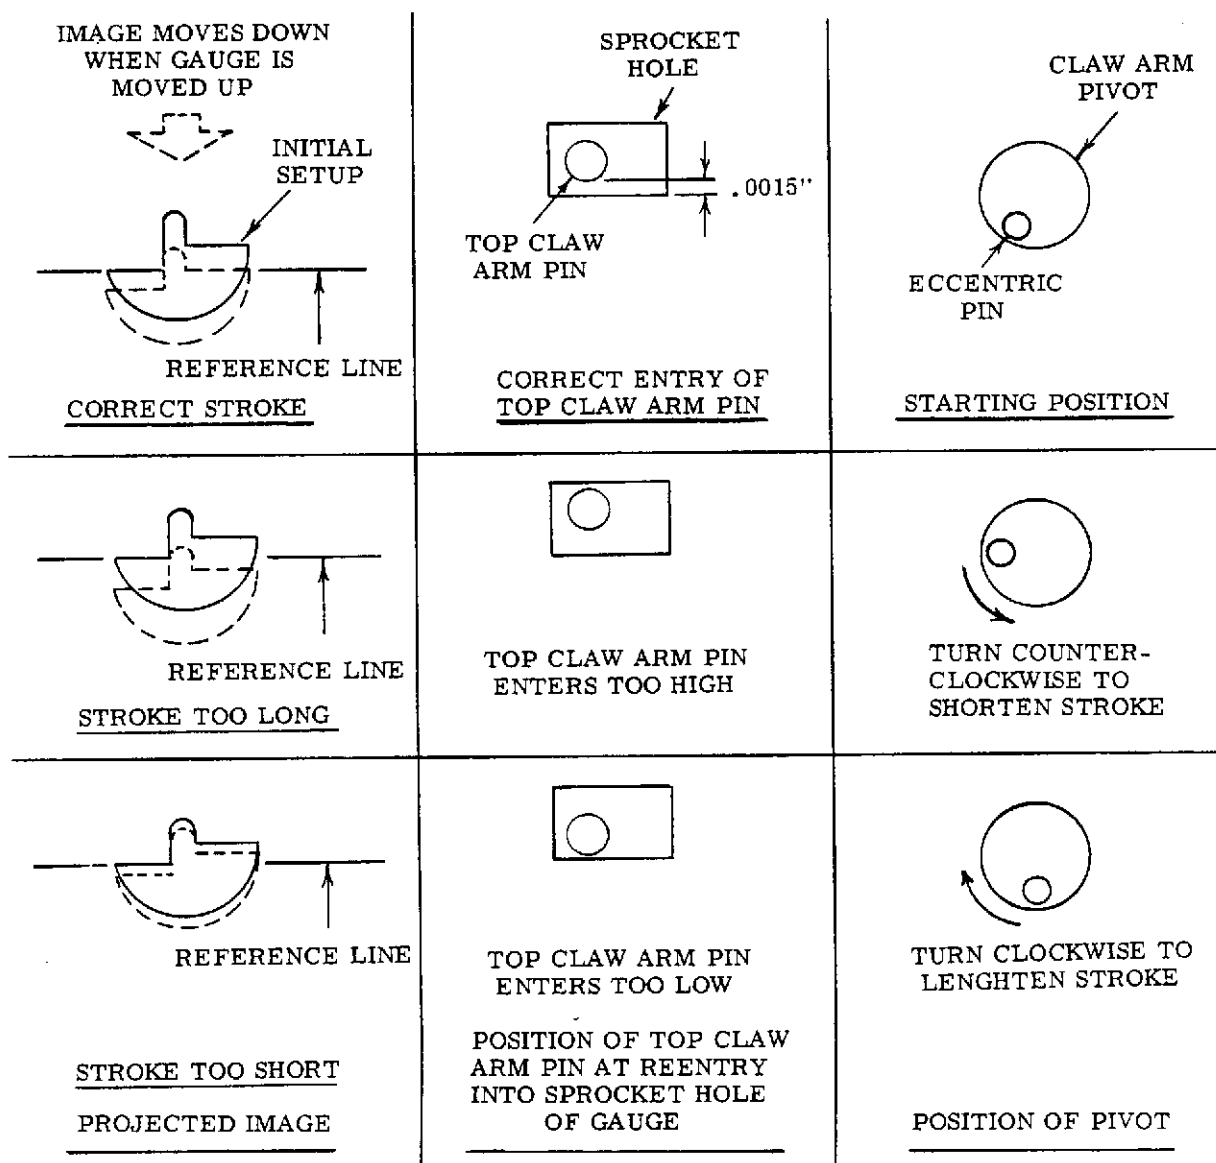 IMAGE MOVES DOWN
WHEN GAUGE IS
MOVED UP
INITIAL
SETUP
REFERENCE LINE
CORRECT STROKE
SPROCKET
HOLE
.0015"
TOP CLAW
ARM PIN
CORRECT ENTRY OF
TOP CLAW ARM PIN
CLAW ARM
PIVOT
ECCENTRIC
PIN
STARTING POSITION
REFERENCE LINE
STROKE TOO LONG
TOP CLAW ARM PIN
ENTERS TOO HIGH
TURN COUNTER-
CLOCKWISE TO
SHORTEN STROKE
REFERENCE LINE
STROKE TOO SHORT
PROJECTED IMAGE
TOP CLAW ARM PIN
ENTERS TOO LOW
POSITION OF TOP CLAW
ARM PIN AT REENTRY
INTO SPROCKET HOLE
OF GAUGE
TURN CLOCKWISE TO
LENGHTEN STROKE
POSITION OF PIVOT